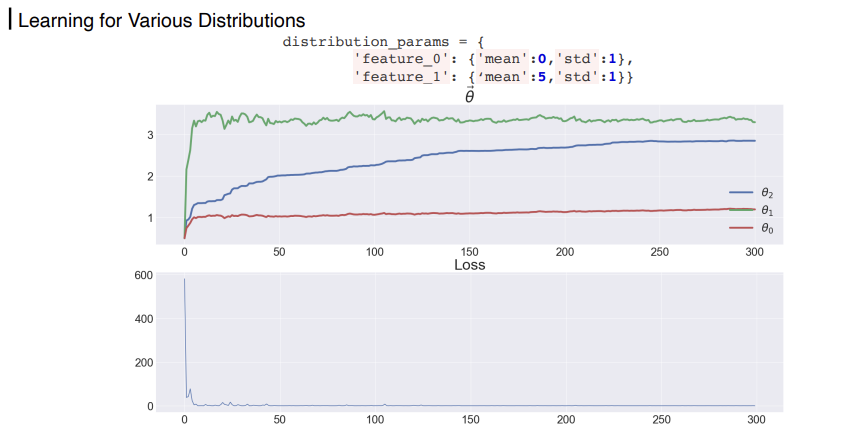 Learning for Various Distributions
distribution_params = {
'feature_0': {'mean':0,'std':1},
'feature_1': {‘mean':5,'std':1}}
θ⃗
3
2
1
θ₂
θ₁
θ₀
0 50 100 150 200 250 300
Loss
600
400
200
0
0 50 100 150 200 250 300